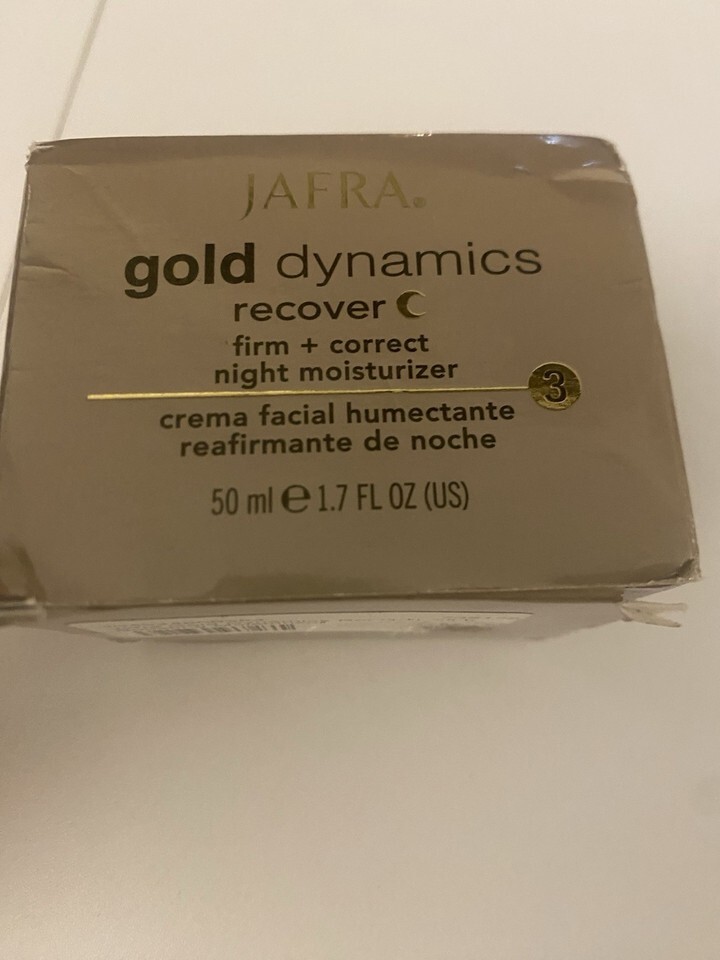 JAFRA®
gold dynamics
recover
firm + correct
night moisturizer
3
crema facial humectante
reafirmante de noche
50 ml ℮ 1.7 FL OZ (US)